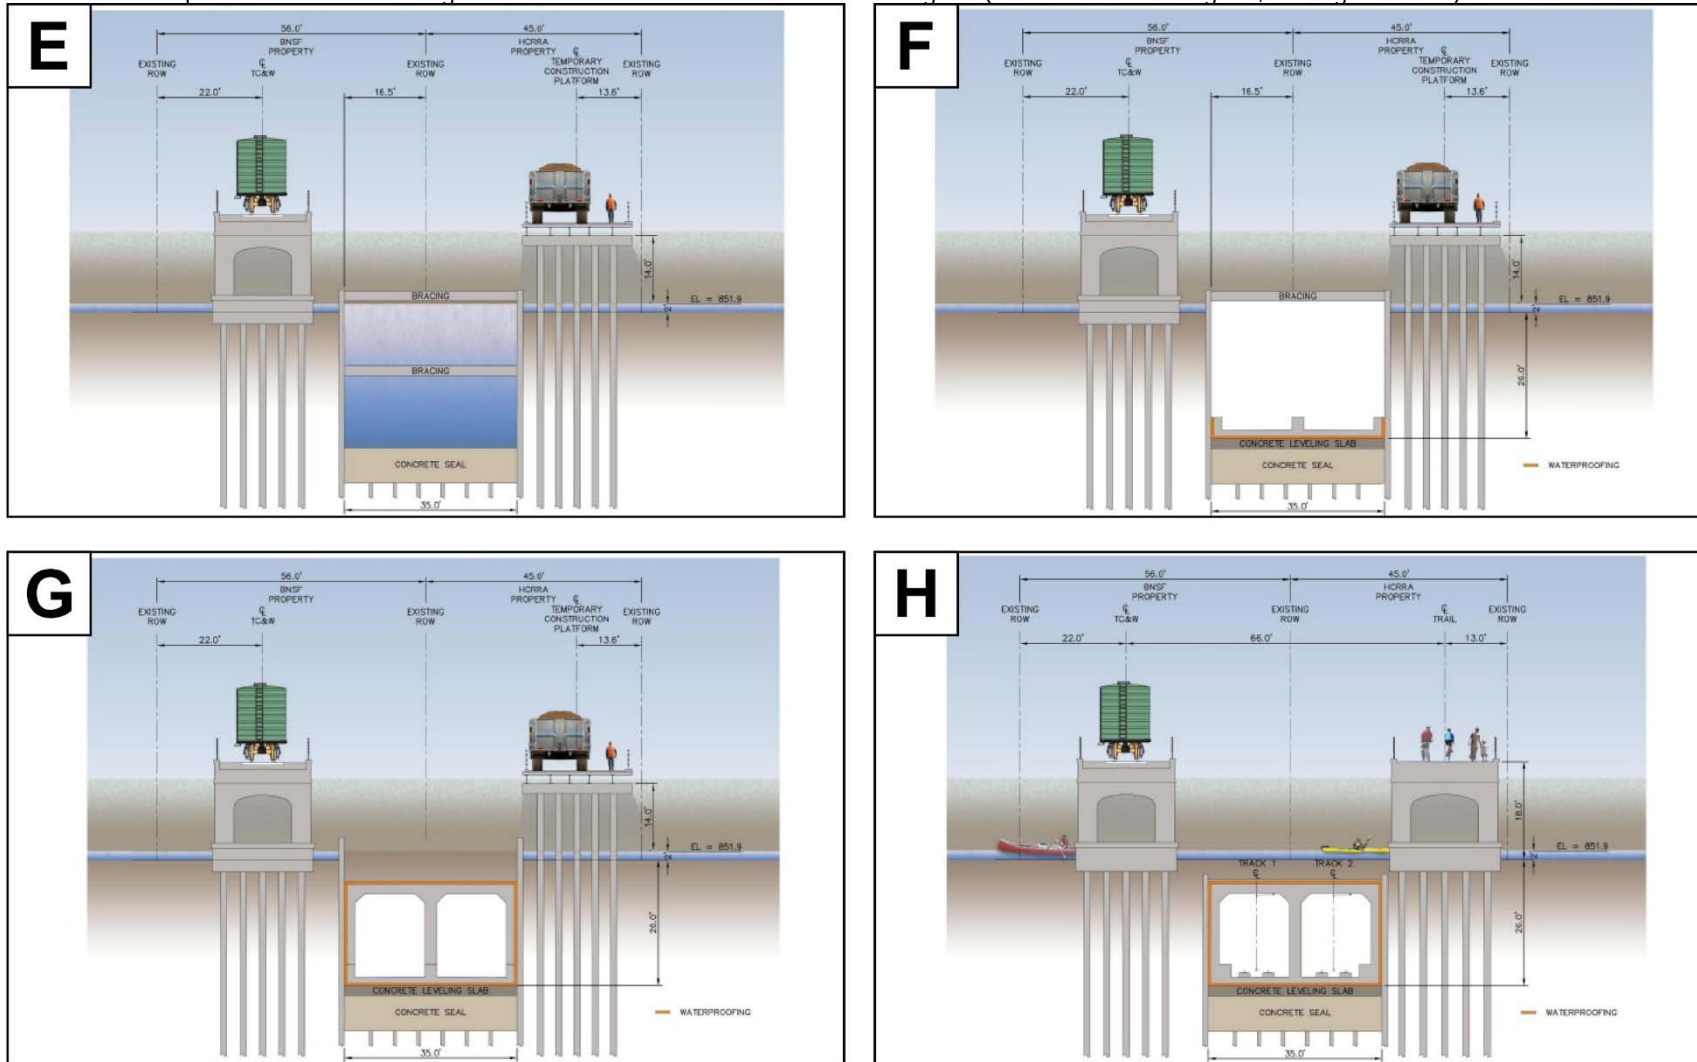 E
56.0'
45.0'
BNSF
PROPERTY
HCRRA
PROPERTY
EXISTING
ROW
℄
TC&W
EXISTING
ROW
℄
TEMPORARY
CONSTRUCTION
PLATFORM
EXISTING
ROW
22.0'
16.5'
13.6'
14.0'
BRACING
EL = 851.9
2'
BRACING
CONCRETE SEAL
35.0'
F
56.0'
45.0'
BNSF
PROPERTY
HCRRA
PROPERTY
EXISTING
ROW
℄
TC&W
EXISTING
ROW
℄
TEMPORARY
CONSTRUCTION
PLATFORM
EXISTING
ROW
22.0'
16.5'
13.6'
14.0'
BRACING
EL = 851.9
2'
26.0'
CONCRETE LEVELING SLAB
CONCRETE SEAL
WATERPROOFING
35.0'
G
56.0'
45.0'
BNSF
PROPERTY
HCRRA
PROPERTY
EXISTING
ROW
℄
TC&W
EXISTING
ROW
℄
TEMPORARY
CONSTRUCTION
PLATFORM
EXISTING
ROW
22.0'
13.6'
14.0'
EL = 851.9
2'
26.0'
CONCRETE LEVELING SLAB
CONCRETE SEAL
WATERPROOFING
35.0'
H
56.0'
45.0'
BNSF
PROPERTY
HCRRA
PROPERTY
EXISTING
ROW
℄
TC&W
EXISTING
ROW
℄
TRAIL
EXISTING
ROW
22.0'
66.0'
13.0'
18.0'
EL = 851.9
2'
TRACK 1
℄
TRACK 2
℄
26.0'
CONCRETE LEVELING SLAB
CONCRETE SEAL
WATERPROOFING
35.0'